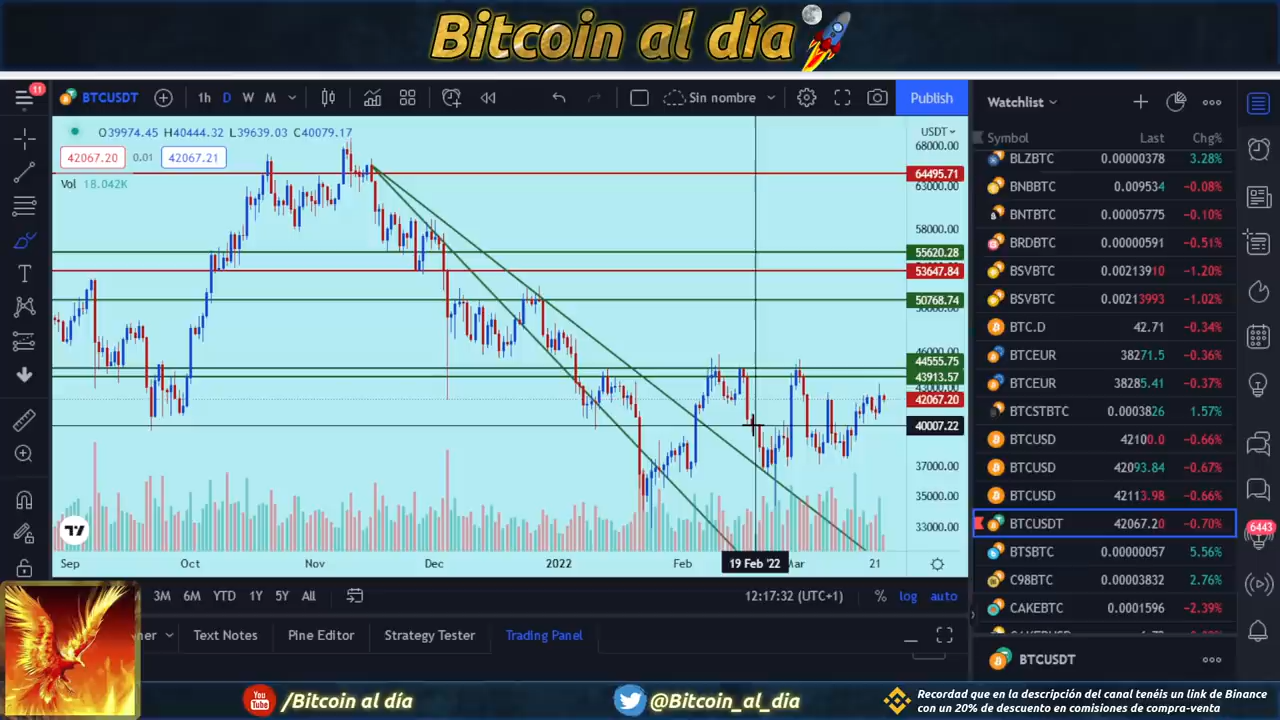 Bitcoin al día
11
BTCUSDT
1h
D
W
M
Sin nombre
Publish
Watchlist
O39974.45 H40444.32 L39639.03 C40079.17
42067.20
0.01
42067.21
Vol 18.042K
USDT
68000.00
64495.71
63000.00
58000.00
55620.28
53647.84
50768.74
46000.00
44555.75
43913.57
43000.00
42067.20
40007.22
37000.00
35000.00
33000.00
Sep
Oct
Nov
Dec
2022
Feb
19 Feb '22
Mar
21
Symbol Last Chg%
BLZBTC 0.00000378 3.28%
BNBBTC 0.009534 −0.08%
BNTBTC 0.00005775 −0.10%
BRDBTC 0.00000591 −0.51%
BSVBTC 0.00213910 −1.20%
BSVBTC 0.00213993 −1.02%
BTC.D 42.71 −0.34%
BTCEUR 38271.5 −0.36%
BTCEUR 38285.41 −0.37%
BTCSTBTC 0.0003826 1.57%
BTCUSD 42100.0 −0.66%
BTCUSD 42093.84 −0.67%
BTCUSD 42113.98 −0.66%
BTCUSDT 42067.20 −0.70%
BTSBTC 0.00000057 5.56%
C98BTC 0.00003832 2.76%
CAKEBTC 0.0001596 −2.39%
6443
3M 6M YTD 1Y 5Y All
12:17:32 (UTC+1)
%
log
auto
ner
Text Notes
Pine Editor
Strategy Tester
Trading Panel
BTCUSDT
You Tube
/Bitcoin al día
@Bitcoin_al_dia
Recordad que en la descripción del canal tenéis un link de Binance
con un 20% de descuento en comisiones de compra-venta